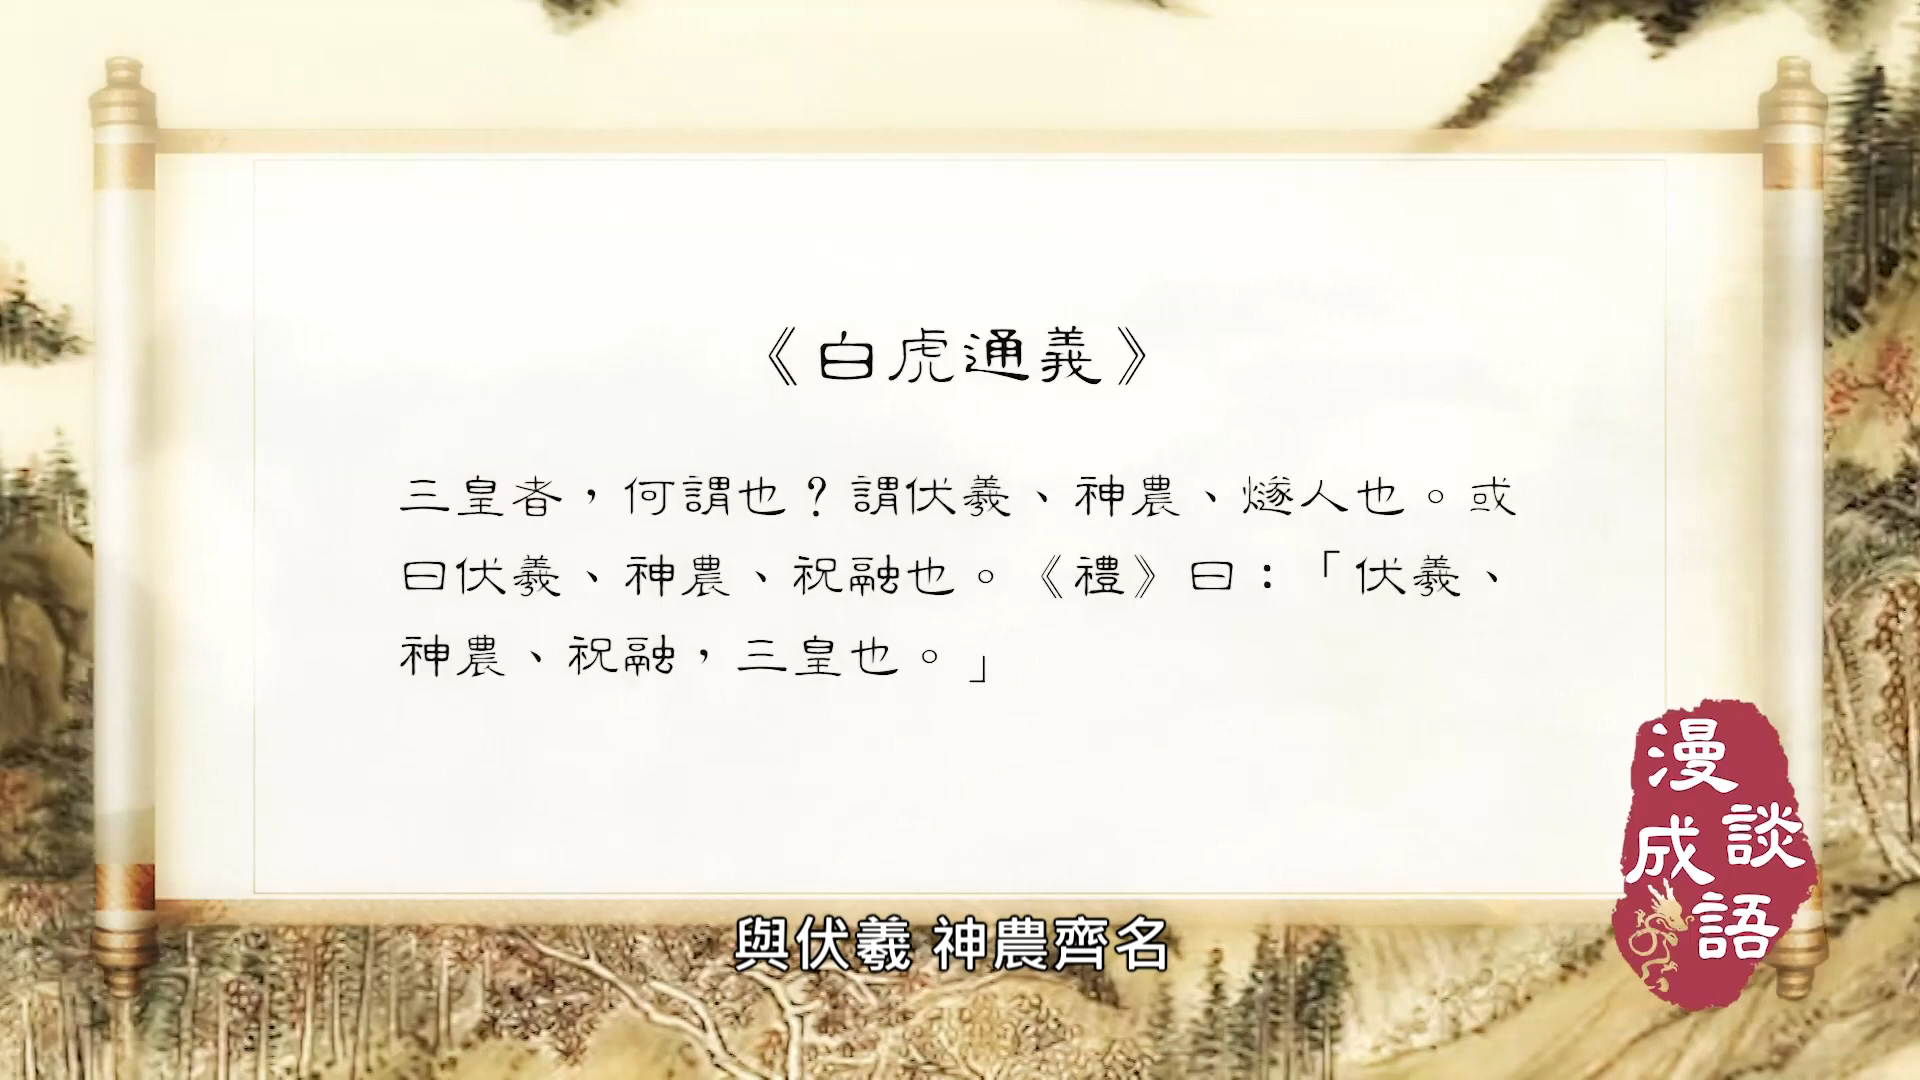 《白虎通義》
三皇者，何謂也？謂伏羲、神農、燧人也。或
曰伏羲、神農、祝融也。《禮》曰：「伏羲、
神農、祝融，三皇也。」
漫談
成語
與伏羲 神農齊名